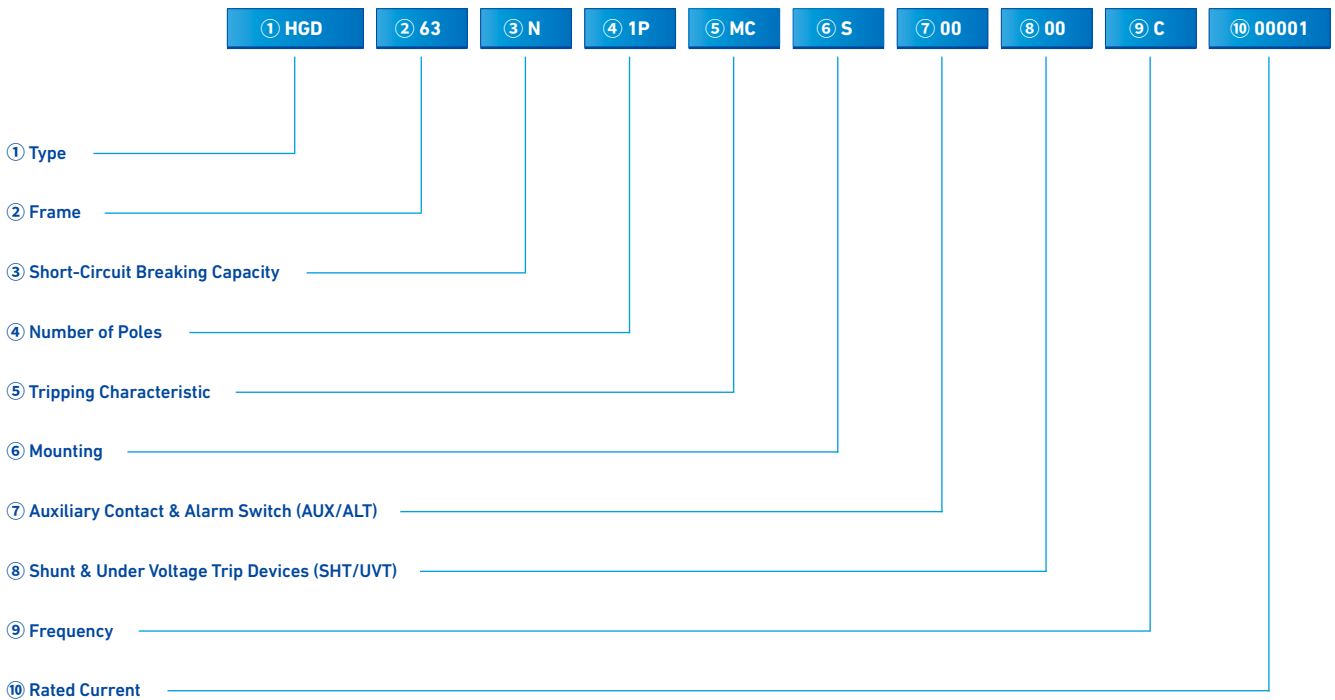 ① HGD ② 63 ③ N ④ 1P ⑤ MC ⑥ S ⑦ 00 ⑧ 00 ⑨ C ⑩ 00001
① Type
② Frame
③ Short-Circuit Breaking Capacity
④ Number of Poles
⑤ Tripping Characteristic
⑥ Mounting
⑦ Auxiliary Contact & Alarm Switch (AUX/ALT)
⑧ Shunt & Under Voltage Trip Devices (SHT/UVT)
⑨ Frequency
⑩ Rated Current